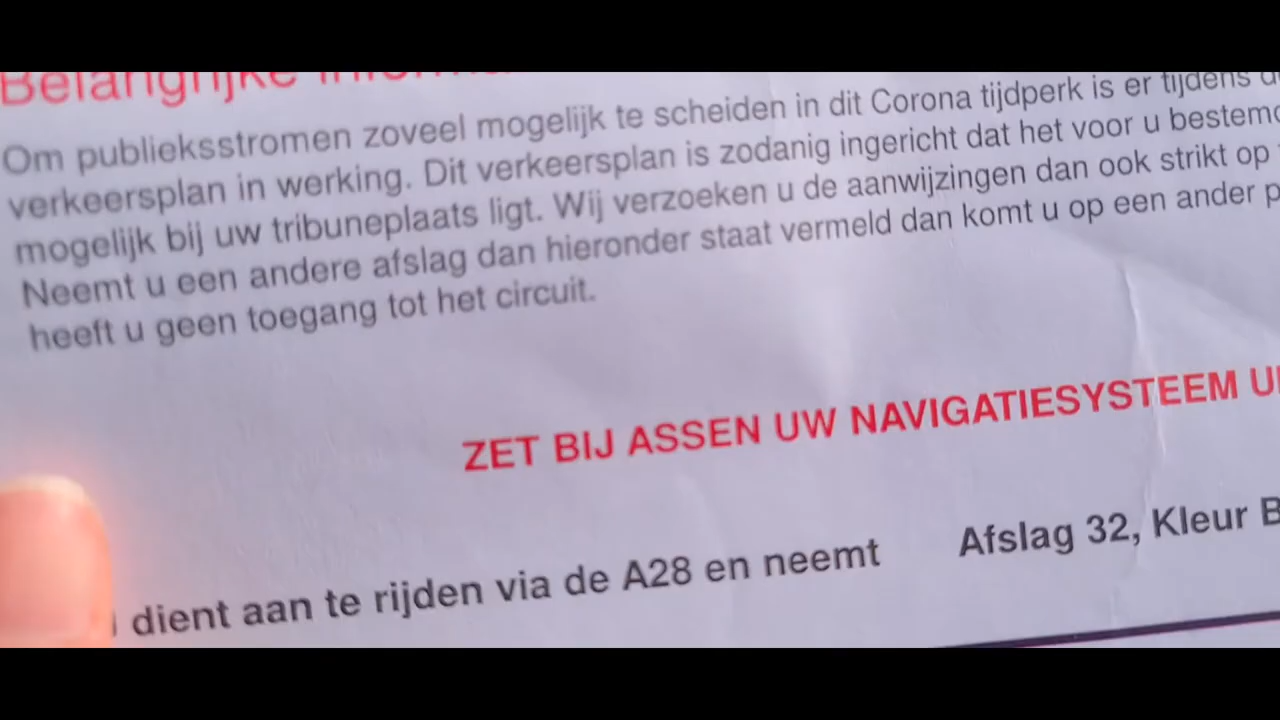 Belangrijke
Om publieksstromen zoveel mogelijk te scheiden in dit Corona tijdperk is er tijdens
verkeersplan in werking. Dit verkeersplan is zodanig ingericht dat het voor u
mogelijk bij uw tribuneplaats ligt. Wij verzoeken u de aanwijzingen dan ook strikt op
Neemt u een andere afslag dan hieronder staat vermeld dan komt u op een ander
heeft u geen toegang tot het circuit.
ZET BIJ ASSEN UW NAVIGATIESYSTEEM
dient aan te rijden via de A28 en neemt Afslag 32, Kleur